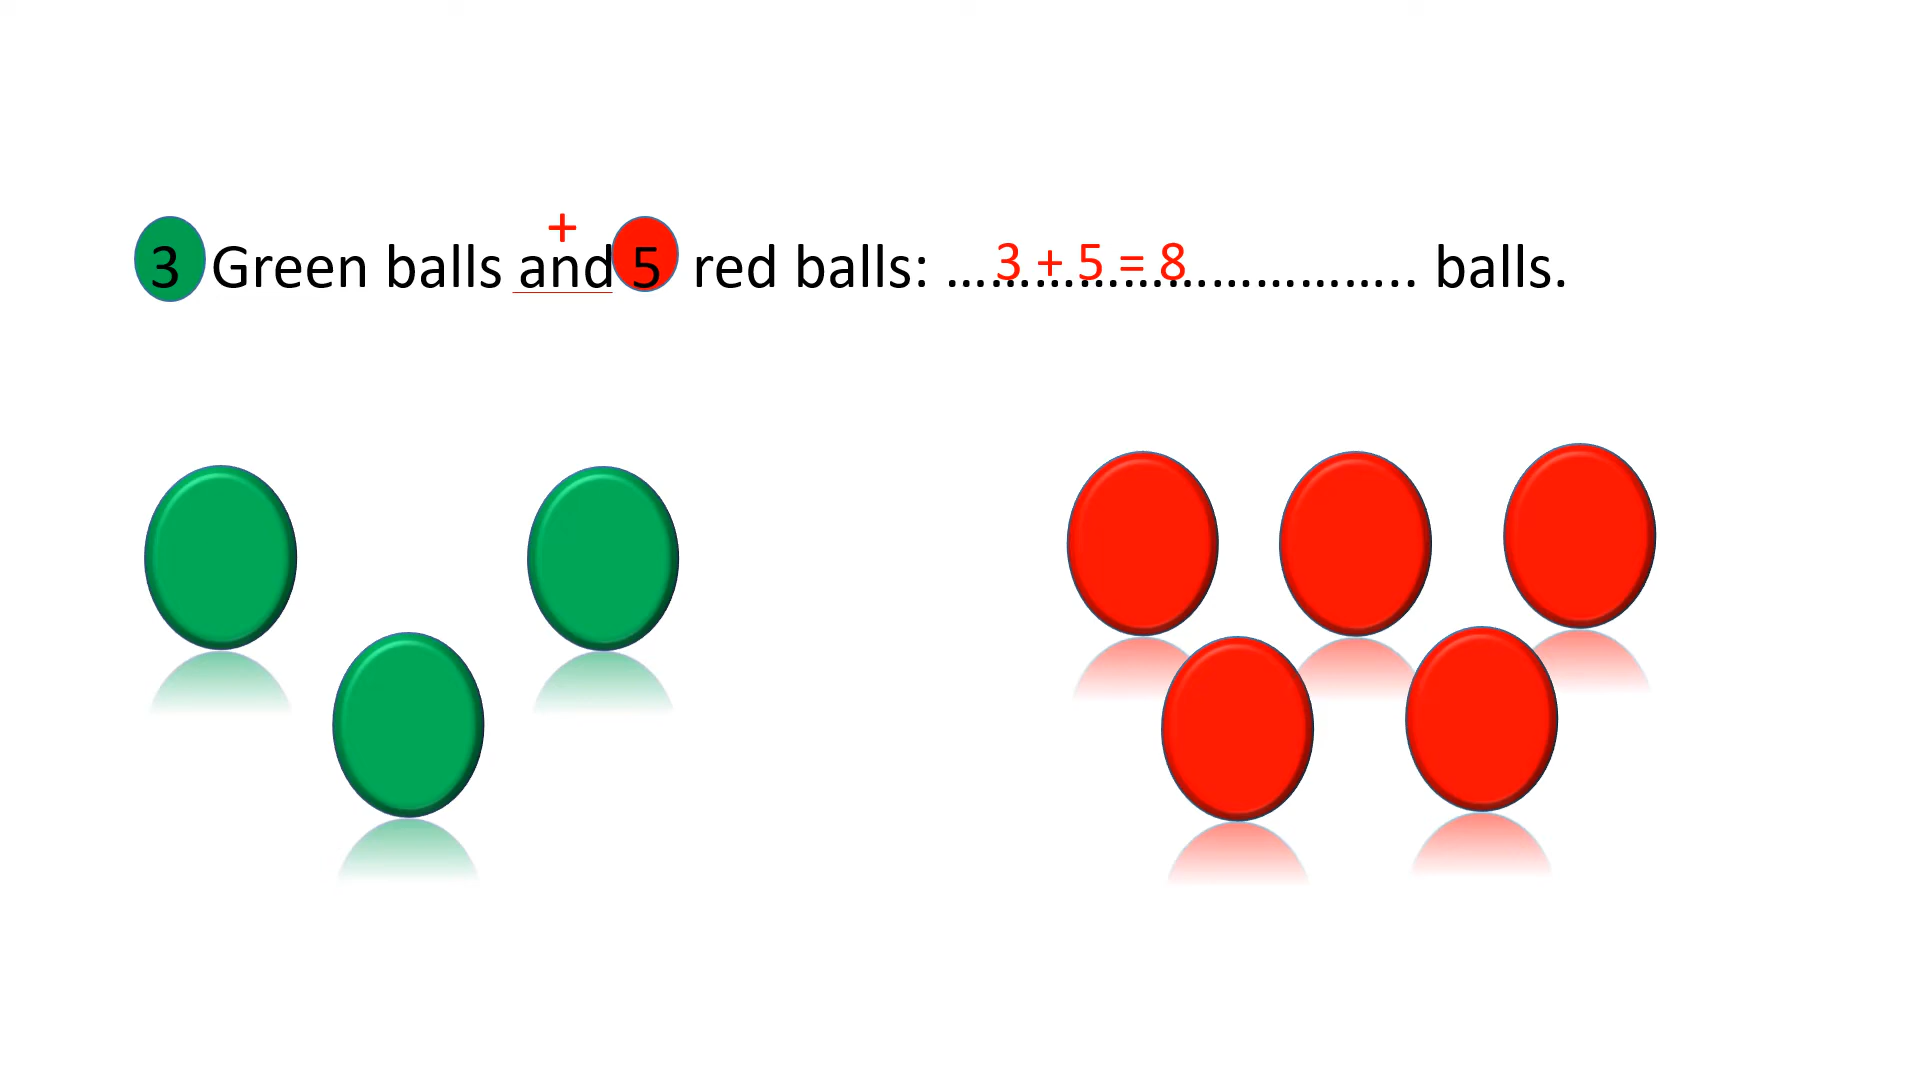 +
3 Green balls and 5 red balls: ..........3 + 5 = 8.................. balls.